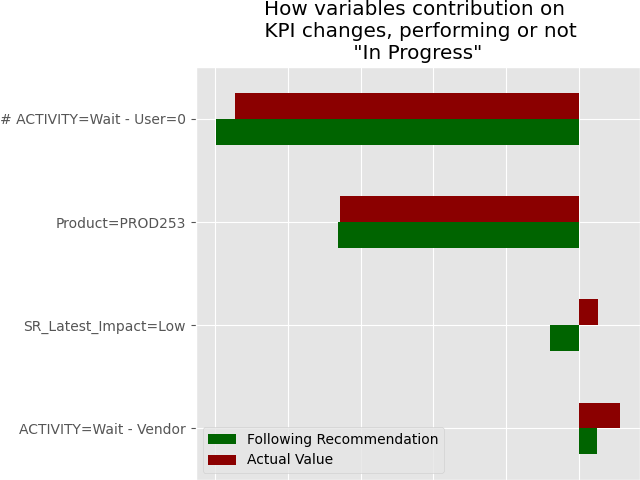 How variables contribution on
KPI changes, performing or not
"In Progress"
# ACTIVITY=Wait - User=0
Product=PROD253
SR_Latest_Impact=Low
ACTIVITY=Wait - Vendor
Following Recommendation
Actual Value